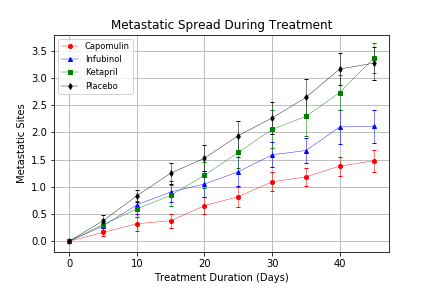 Metastatic Spread During Treatment
Capomulin
Infubinol
Ketapril
Placebo
Metastatic Sites
3.5
3.0
2.5
2.0
1.5
1.0
0.5
0.0
0
10
20
30
40
Treatment Duration (Days)